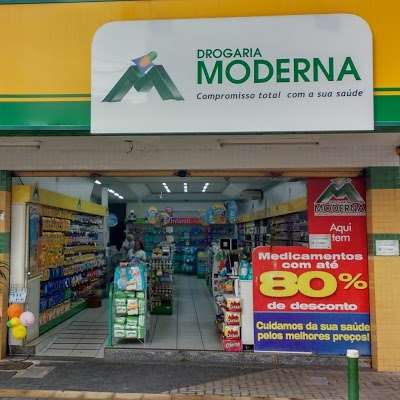 DROGARIA
MODERNA
Compromisso total com a sua saúde
Infantil
MODERNA
Aqui
tem
Medicamentos
com até
80%
de desconto
Cuidamos da sua saúde
pelos melhores preços!